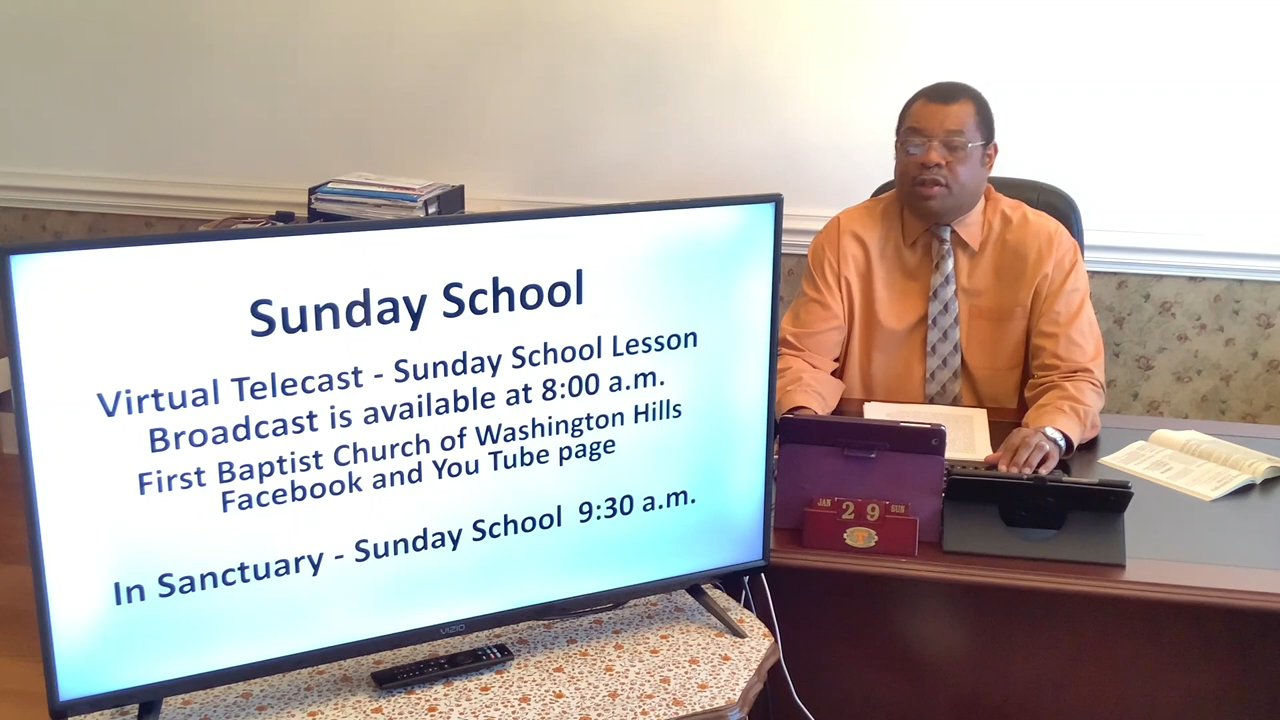 Sunday School
Virtual Telecast - Sunday School Lesson
Broadcast is available at 8:00 a.m.
First Baptist Church of Washington Hills
Facebook and You Tube page
In Sanctuary - Sunday School 9:30 a.m.
VIZIO
JAN 29 SUN
T